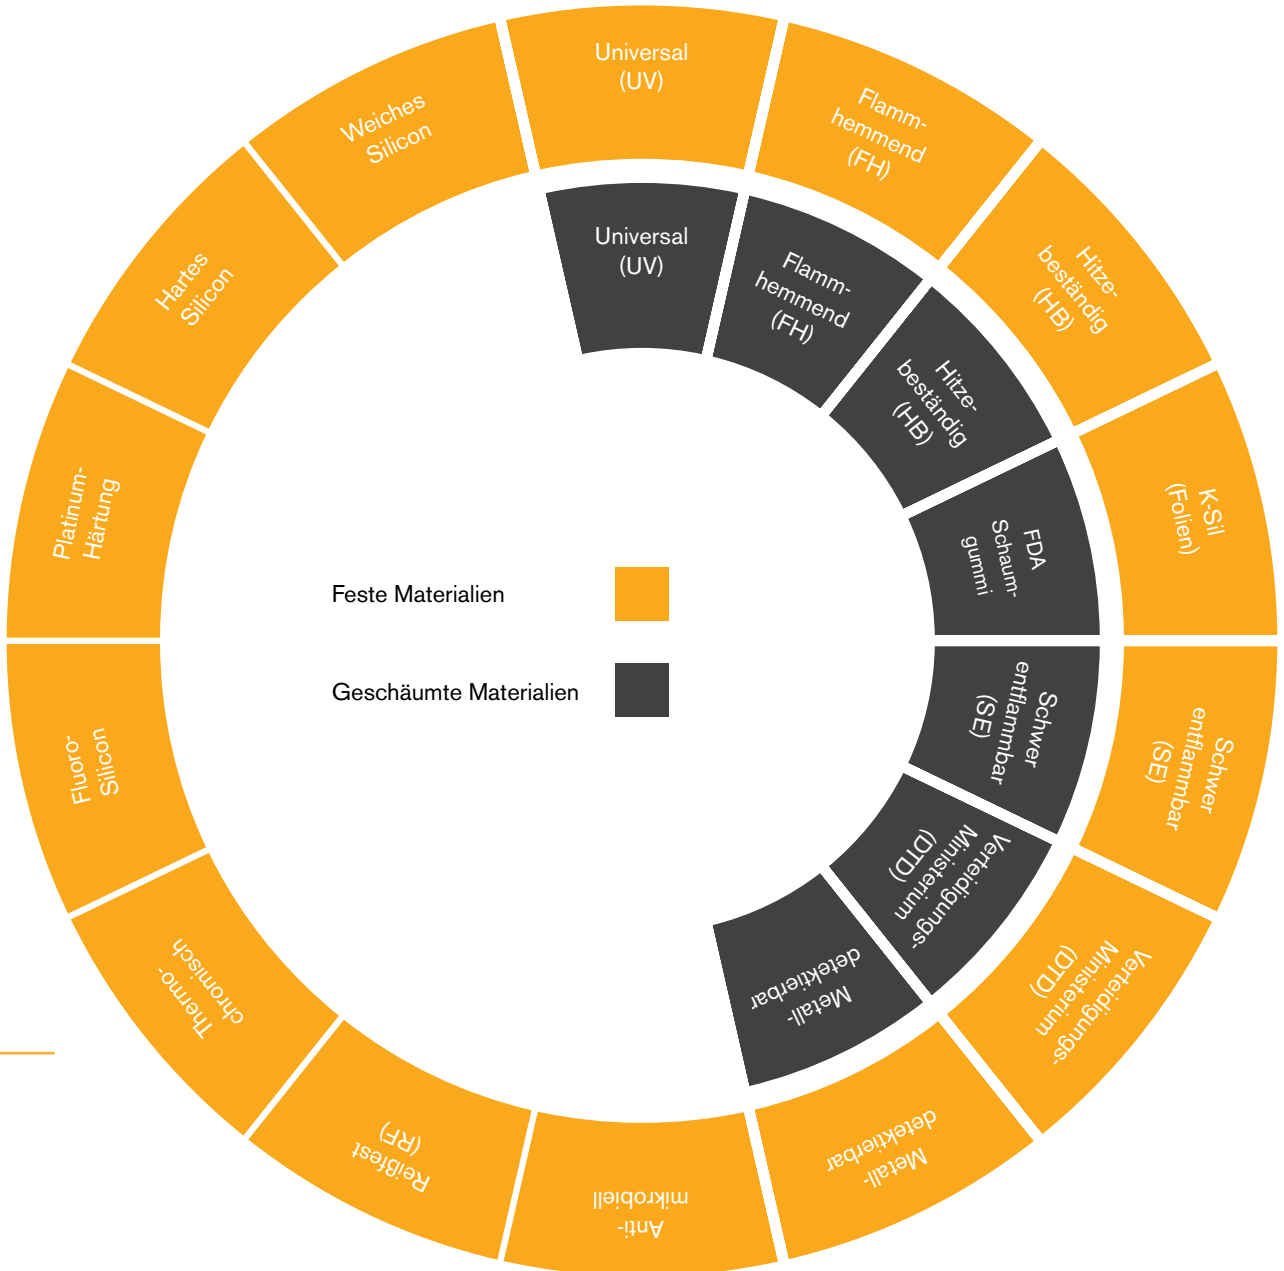 Universal
(UV)
Flamm-
hemmend
(FH)
Hitze-
beständig
(HB)
K-Sil
(Folien)
Schwer
entflammbar
(SE)
Verteidigungs-
Ministerium
(DTD)
Metall-
detektierbar
Anti-
mikrobiell
Reißfest
(RF)
Thermo-
chromisch
Fluoro-
Silicon
Platinum-
Härtung
Hartes
Silicon
Weiches
Silicon
Universal
(UV)
Flamm-
hemmend
(FH)
Hitze-
beständig
(HB)
FDA
Schaum-
gummi
Schwer
entflammbar
(SE)
Verteidigungs-
Ministerium
(DTD)
Metall-
detektierbar
Feste Materialien
Geschäumte Materialien